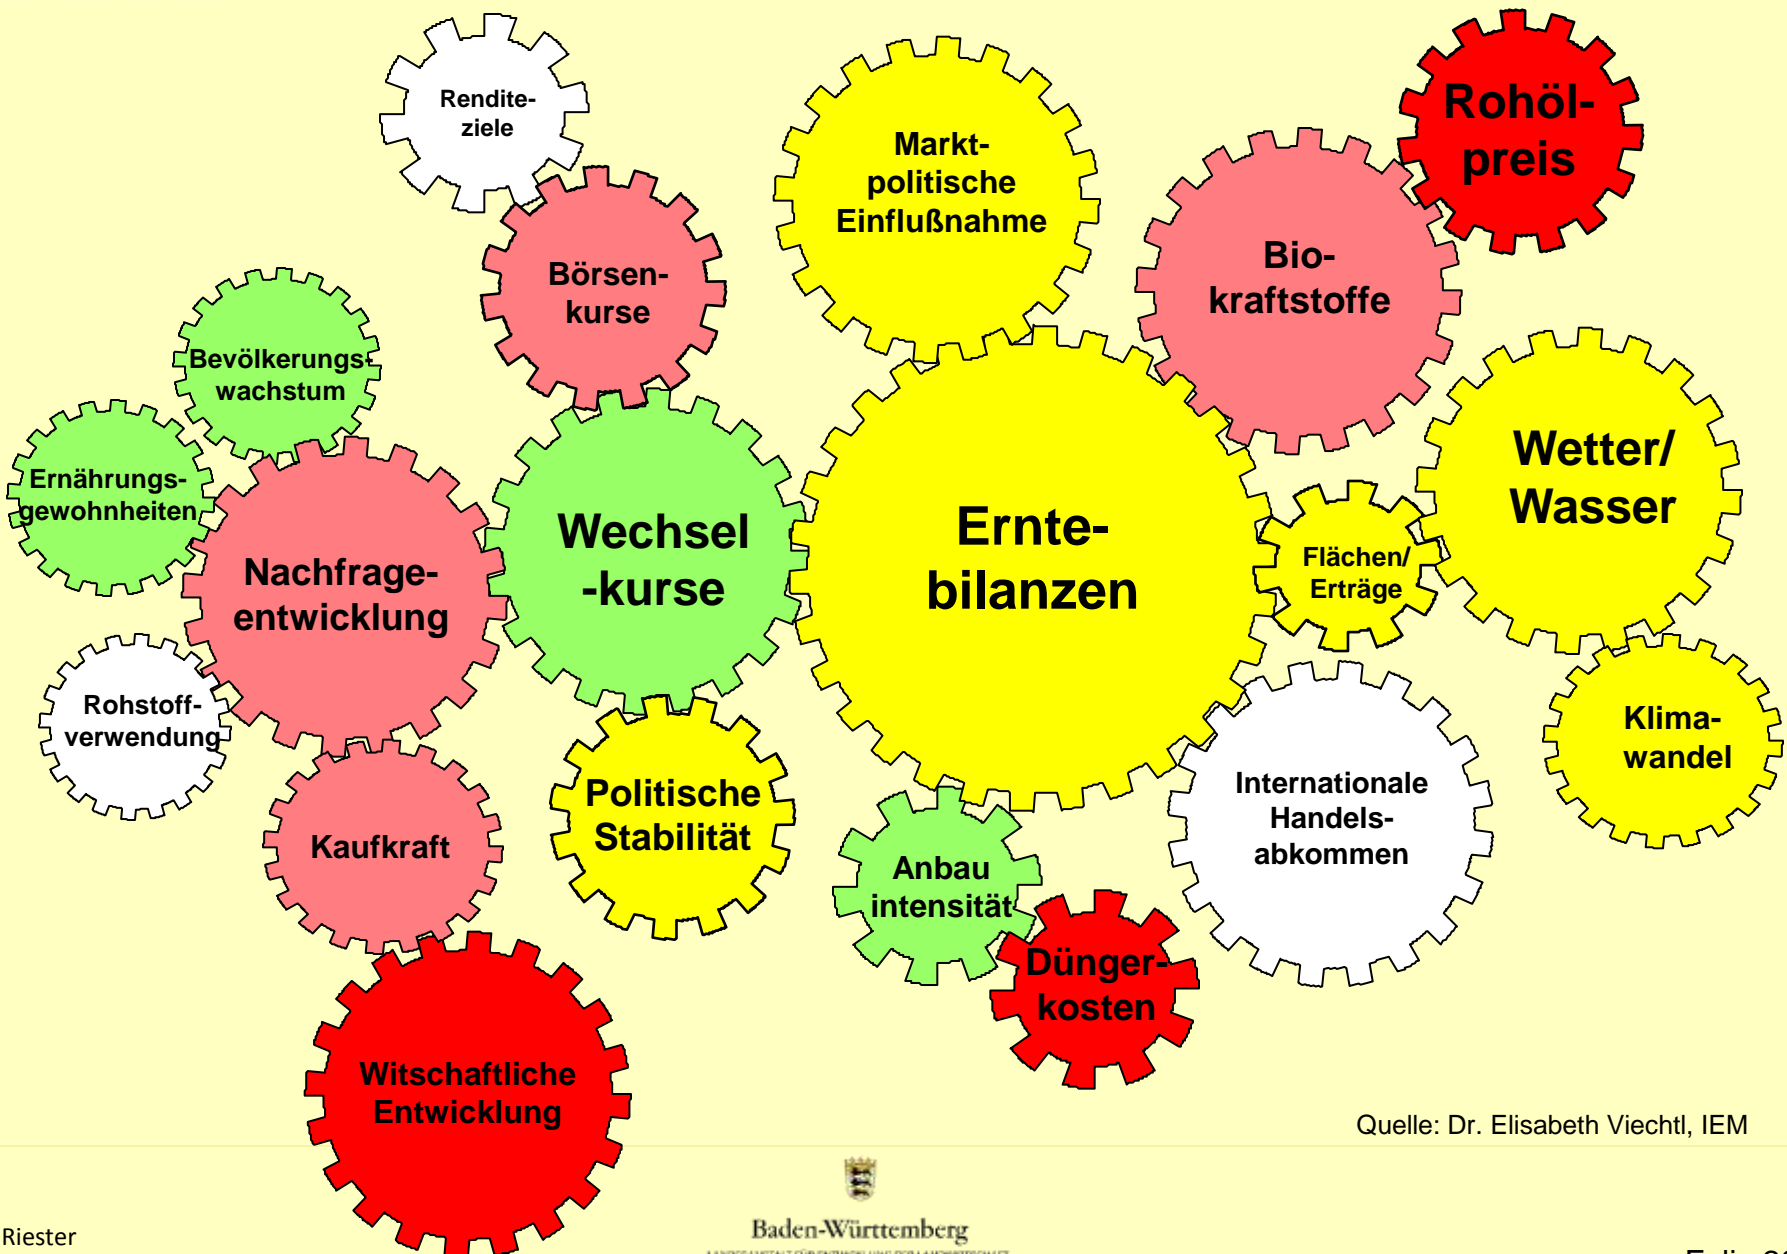 Rendite-
ziele
Markt-
politische
Einflußnahme
Rohöl-
preis
Börsen-
kurse
Bio-
kraftstoffe
Bevölkerungs-
wachstum
Ernährungs-
gewohnheiten
Nachfrage-
entwicklung
Wechsel
-kurse
Ernte-
bilanzen
Flächen/
Erträge
Wetter/
Wasser
Rohstoff-
verwendung
Kaufkraft
Politische
Stabilität
Anbau
intensität
Internationale
Handels-
abkommen
Klima-
wandel
Dünger-
kosten
Witschaftliche
Entwicklung
Quelle: Dr. Elisabeth Viechtl, IEM
Riester
Baden-Württemberg